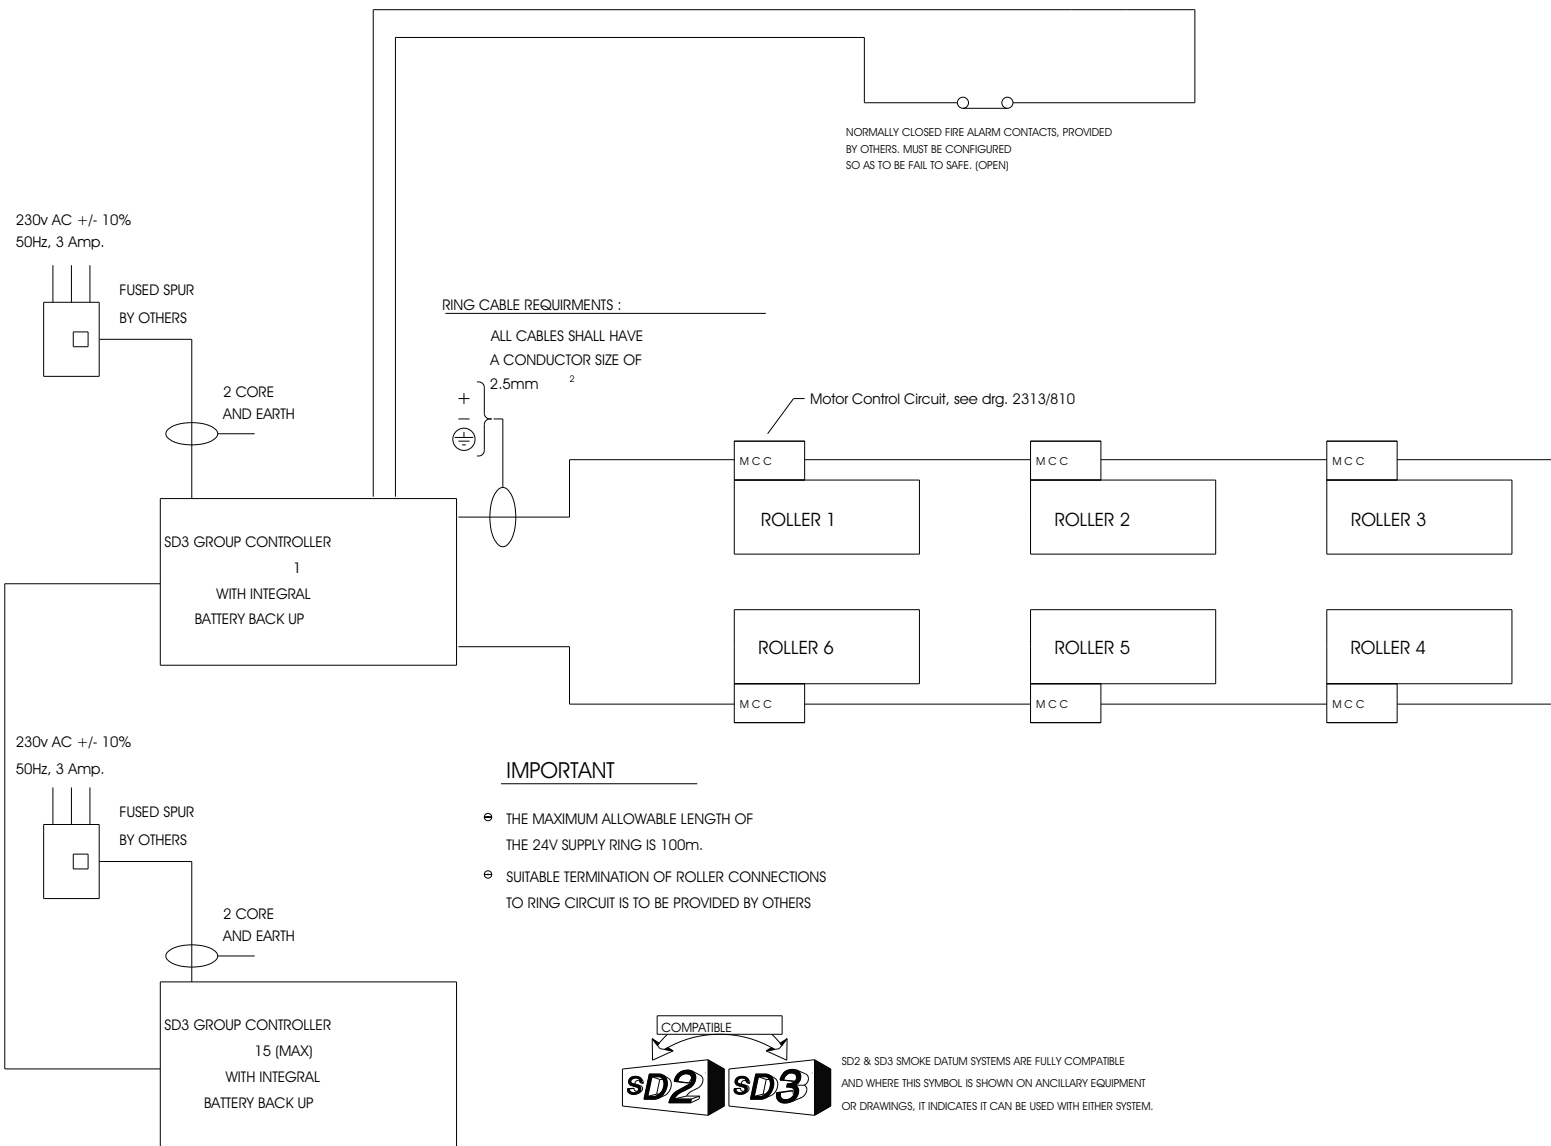 NORMALLY CLOSED FIRE ALARM CONTACTS, PROVIDED
BY OTHERS. MUST BE CONFIGURED
SO AS TO BE FAIL TO SAFE. (OPEN)
230v AC +/- 10%
50Hz, 3 Amp.
FUSED SPUR
BY OTHERS
2 CORE
AND EARTH
RING CABLE REQUIRMENTS :
ALL CABLES SHALL HAVE
A CONDUCTOR SIZE OF
2.5mm 2
+
−
Motor Control Circuit, see drg. 2313/810
MCC
MCC
MCC
ROLLER 1
ROLLER 2
ROLLER 3
SD3 GROUP CONTROLLER
1
WITH INTEGRAL
BATTERY BACK UP
ROLLER 6
ROLLER 5
ROLLER 4
MCC
MCC
MCC
230v AC +/- 10%
50Hz, 3 Amp.
FUSED SPUR
BY OTHERS
2 CORE
AND EARTH
IMPORTANT
THE MAXIMUM ALLOWABLE LENGTH OF
THE 24V SUPPLY RING IS 100m.
SUITABLE TERMINATION OF ROLLER CONNECTIONS
TO RING CIRCUIT IS TO BE PROVIDED BY OTHERS
SD3 GROUP CONTROLLER
15 (MAX)
WITH INTEGRAL
BATTERY BACK UP
COMPATIBLE
SD2 SD3
SD2 & SD3 SMOKE DATUM SYSTEMS ARE FULLY COMPATIBLE
AND WHERE THIS SYMBOL IS SHOWN ON ANCILLARY EQUIPMENT
OR DRAWINGS, IT INDICATES IT CAN BE USED WITH EITHER SYSTEM.